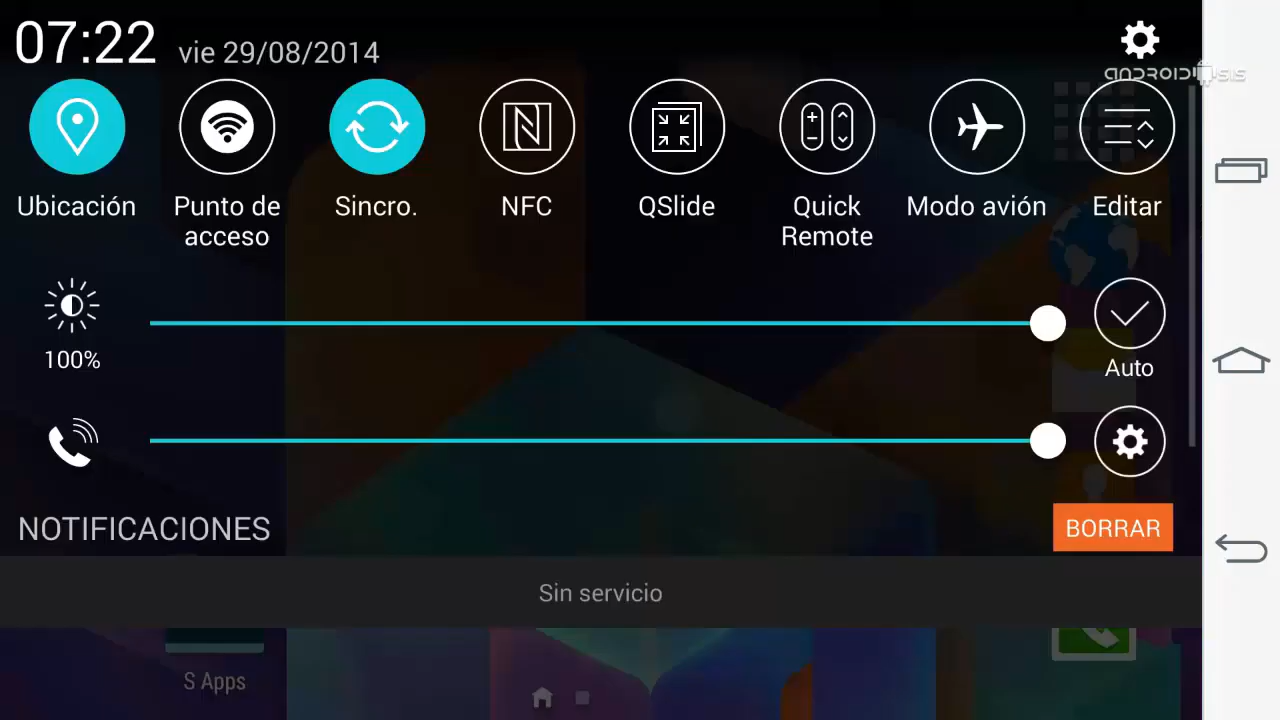 07:22 vie 29/08/2014
ANDROIDSIS
Ubicación
Punto de
acceso
Sincro.
NFC
QSlide
Quick
Remote
Modo avión
Editar
100%
Auto
NOTIFICACIONES
BORRAR
Sin servicio
S Apps